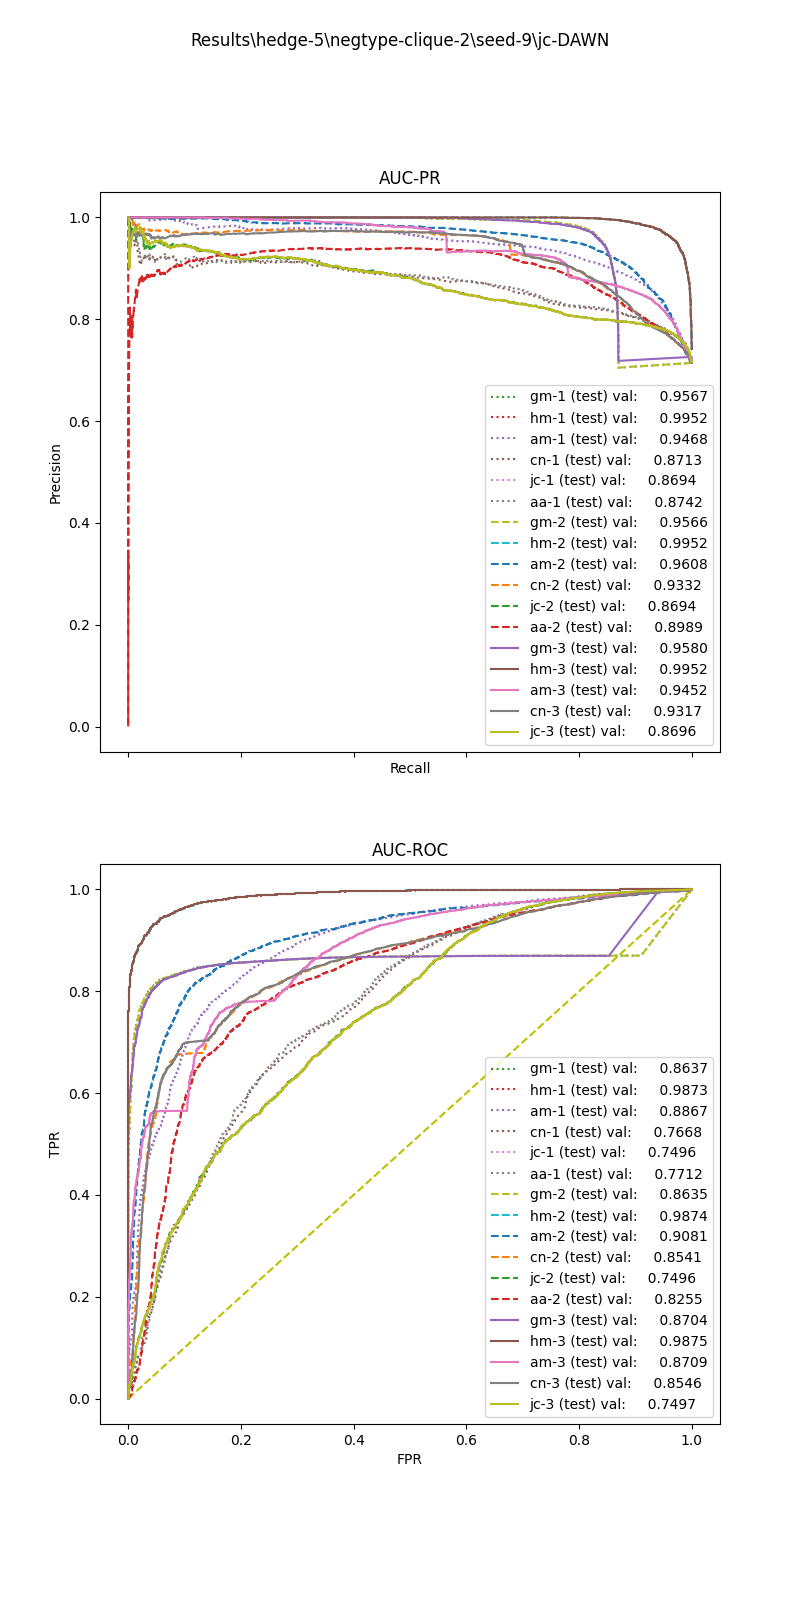 Results\hedge-5\negtype-clique-2\seed-9\jc-DAWN
AUC-PR
1.0
0.8
0.6
0.4
0.2
0.0
Precision
Recall
gm-1 (test) val: 0.9567
hm-1 (test) val: 0.9952
am-1 (test) val: 0.9468
cn-1 (test) val: 0.8713
jc-1 (test) val: 0.8694
aa-1 (test) val: 0.8742
gm-2 (test) val: 0.9566
hm-2 (test) val: 0.9952
am-2 (test) val: 0.9608
cn-2 (test) val: 0.9332
jc-2 (test) val: 0.8694
aa-2 (test) val: 0.8989
gm-3 (test) val: 0.9580
hm-3 (test) val: 0.9952
am-3 (test) val: 0.9452
cn-3 (test) val: 0.9317
jc-3 (test) val: 0.8696
AUC-ROC
1.0
0.8
0.6
0.4
0.2
0.0
TPR
gm-1 (test) val: 0.8637
hm-1 (test) val: 0.9873
am-1 (test) val: 0.8867
cn-1 (test) val: 0.7668
jc-1 (test) val: 0.7496
aa-1 (test) val: 0.7712
gm-2 (test) val: 0.8635
hm-2 (test) val: 0.9874
am-2 (test) val: 0.9081
cn-2 (test) val: 0.8541
jc-2 (test) val: 0.7496
aa-2 (test) val: 0.8255
gm-3 (test) val: 0.8704
hm-3 (test) val: 0.9875
am-3 (test) val: 0.8709
cn-3 (test) val: 0.8546
jc-3 (test) val: 0.7497
0.0 0.2 0.4 0.6 0.8 1.0
FPR